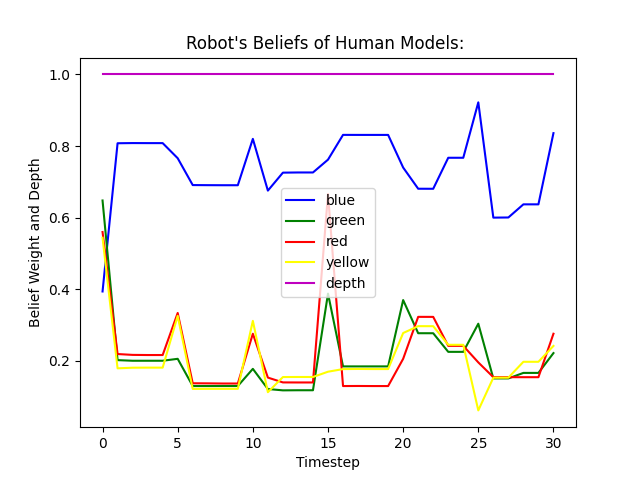 Robot's Beliefs of Human Models:
Belief Weight and Depth
1.0
0.8
0.6
0.4
0.2
blue
green
red
yellow
depth
0 5 10 15 20 25 30
Timestep